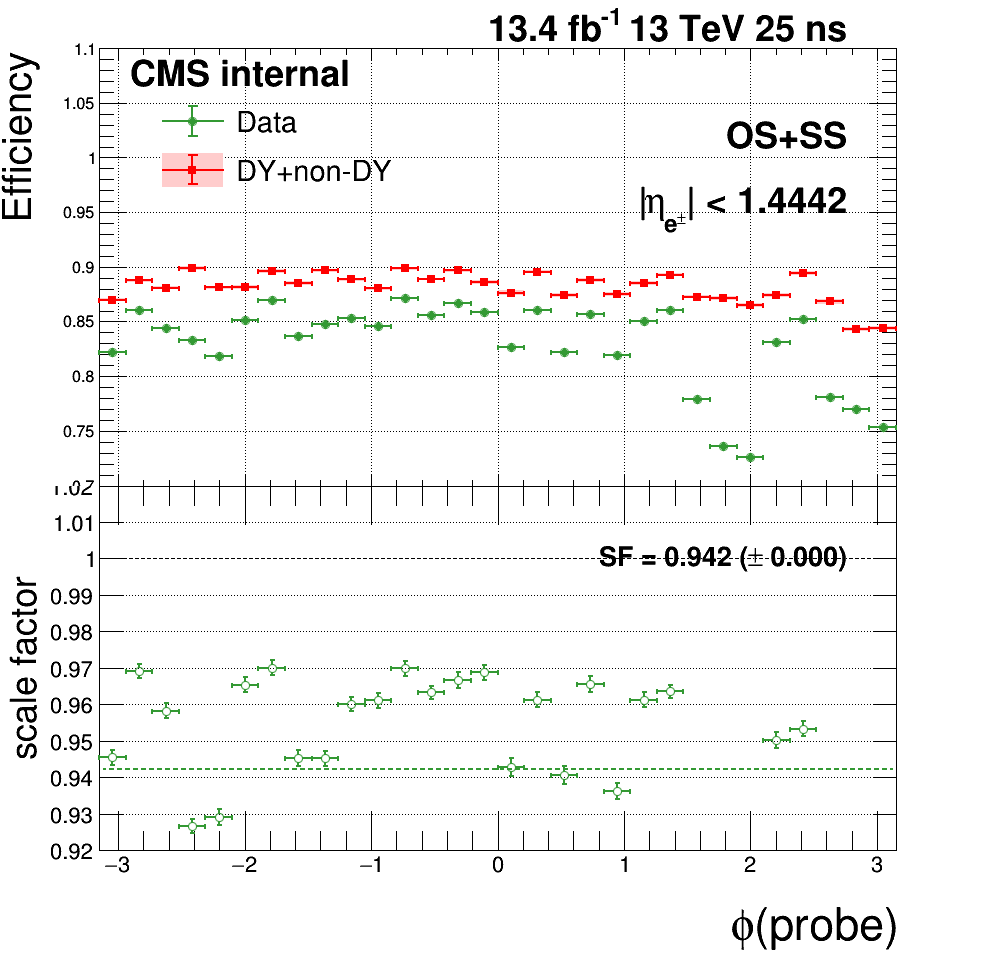 13.4 fb⁻¹ 13 TeV 25 ns
Efficiency
1.1
1.05
1
0.95
0.9
0.85
0.8
0.75
CMS internal
Data
DY+non-DY
OS+SS
|η_e±| < 1.4442
scale factor
1.02
1.01
1
0.99
0.98
0.97
0.96
0.95
0.94
0.93
0.92
SF = 0.942 (± 0.000)
−3 −2 −1 0 1 2 3
ϕ(probe)